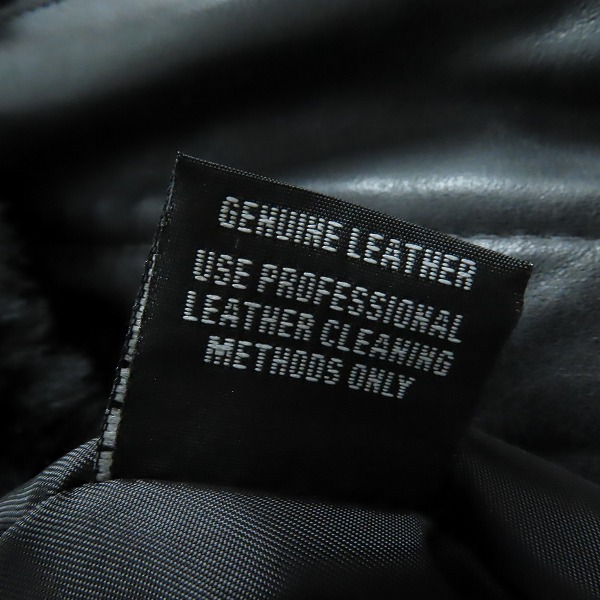 GENUINE LEATHER
USE PROFESSIONAL
LEATHER CLEANING
METHODS ONLY